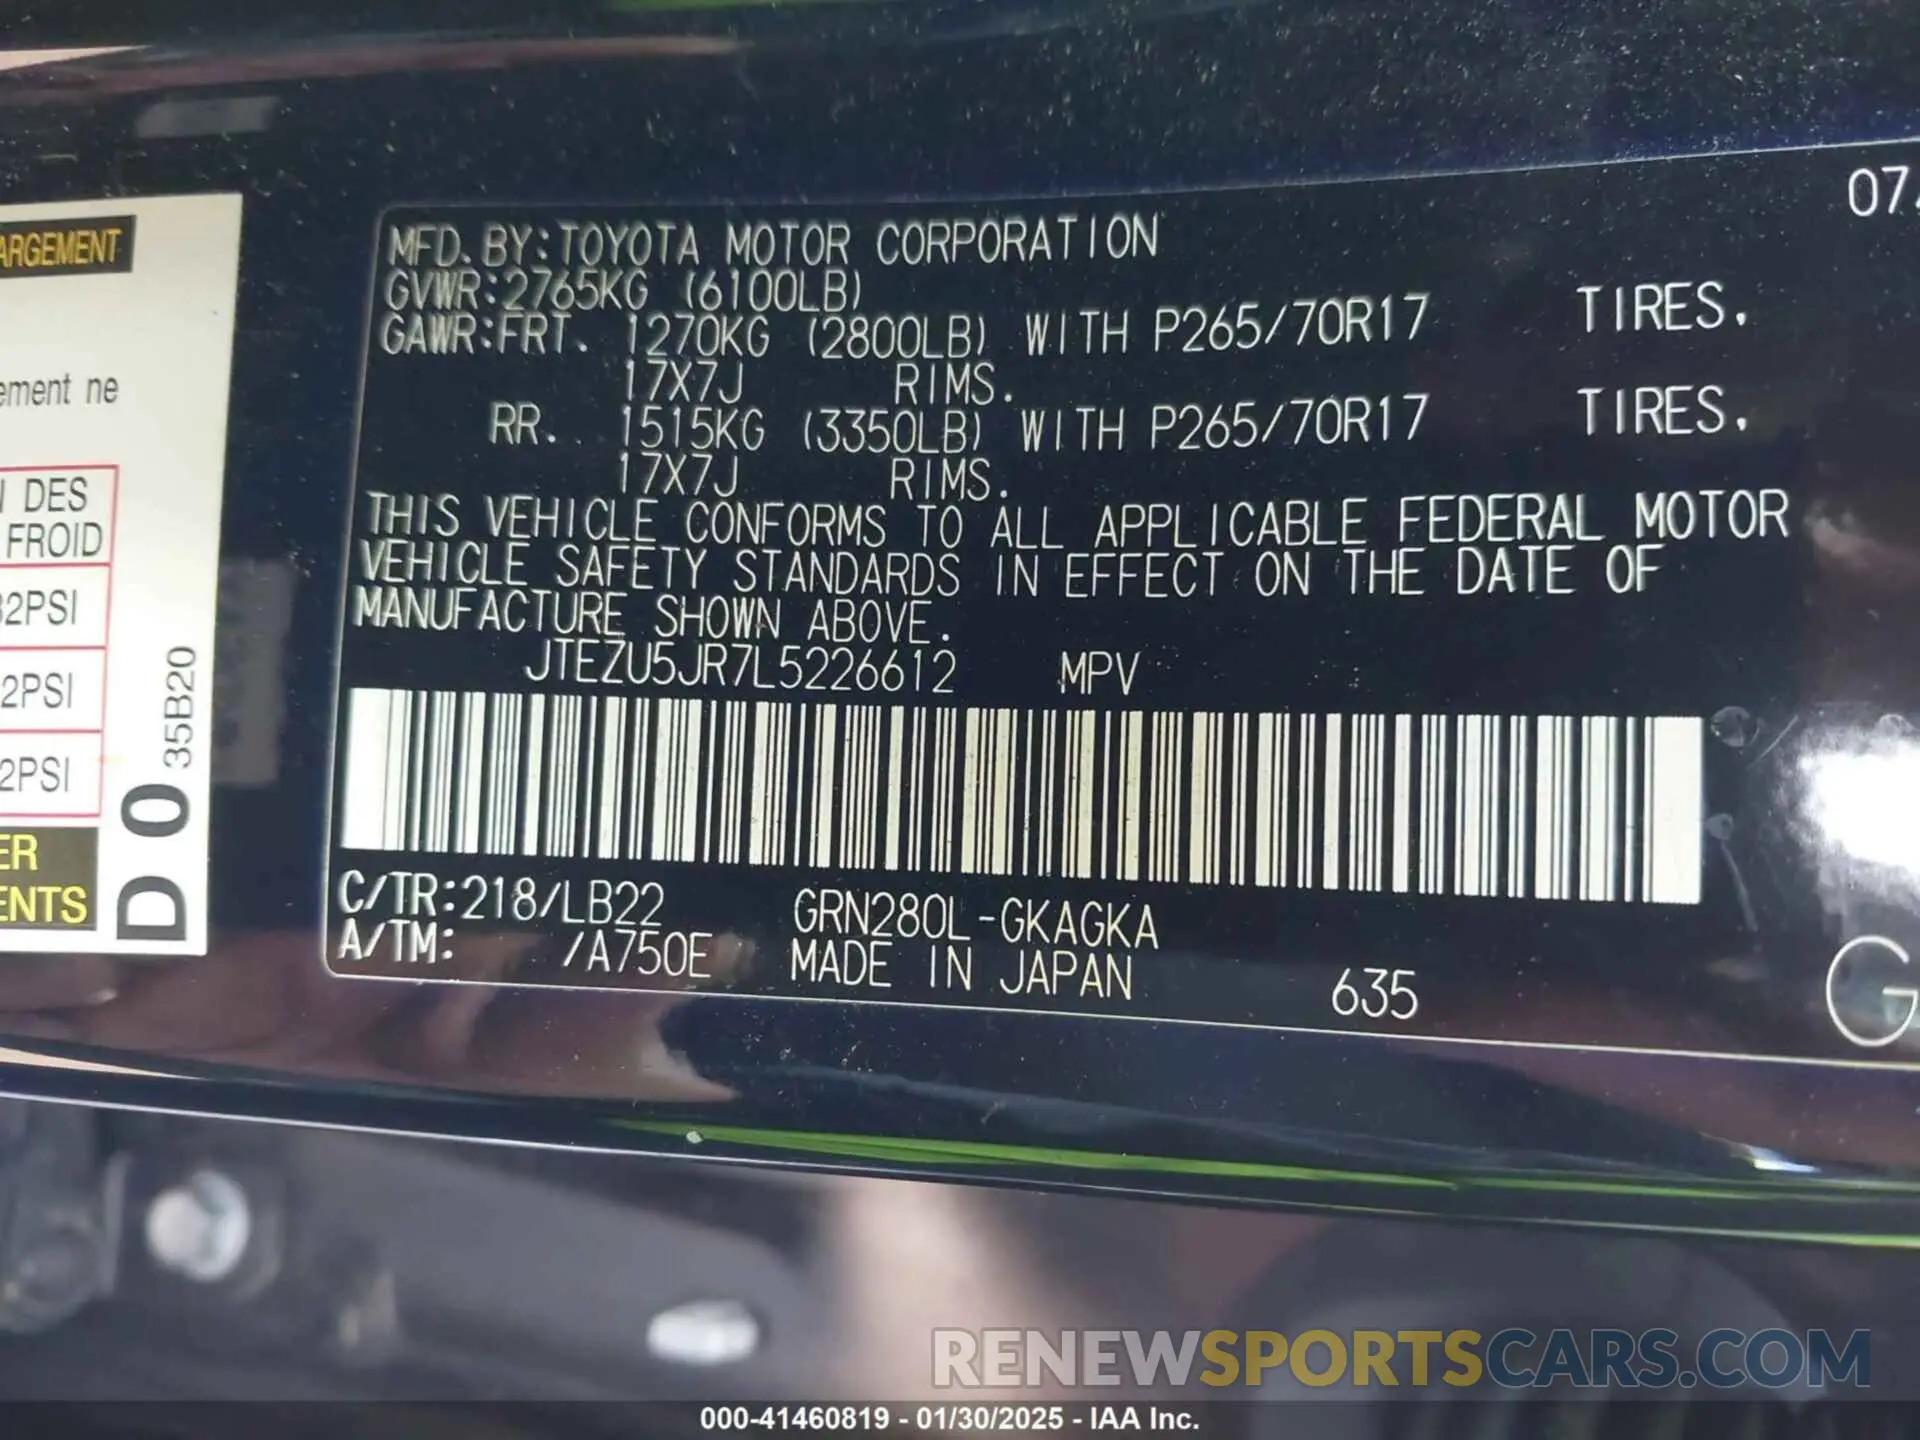 ARGEMENT
ement ne
DES
FROID
2PSI
2PSI
2PSI
ER
ENTS
D 0
35B20
07
MFD. BY: TOYOTA MOTOR CORPORATION
GVWR: 2765KG (6100LB)
GAWR: FRT. 1270KG (2800LB) WITH P265/70R17 TIRES.
17X7J RIMS.
RR. 1515KG (3350LB) WITH P265/70R17 TIRES.
17X7J RIMS.
THIS VEHICLE CONFORMS TO ALL APPLICABLE FEDERAL MOTOR
VEHICLE SAFETY STANDARDS IN EFFECT ON THE DATE OF
MANUFACTURE SHOWN ABOVE.
JTEZU5JR7L5226612 MPV
C/TR: 218/LB22 GRN280L-GKAGKA
A/TM: /A750E MADE IN JAPAN 635
G
RENEWSPORTSCARS.COM
000-41460819 - 01/30/2025 - IAA Inc.